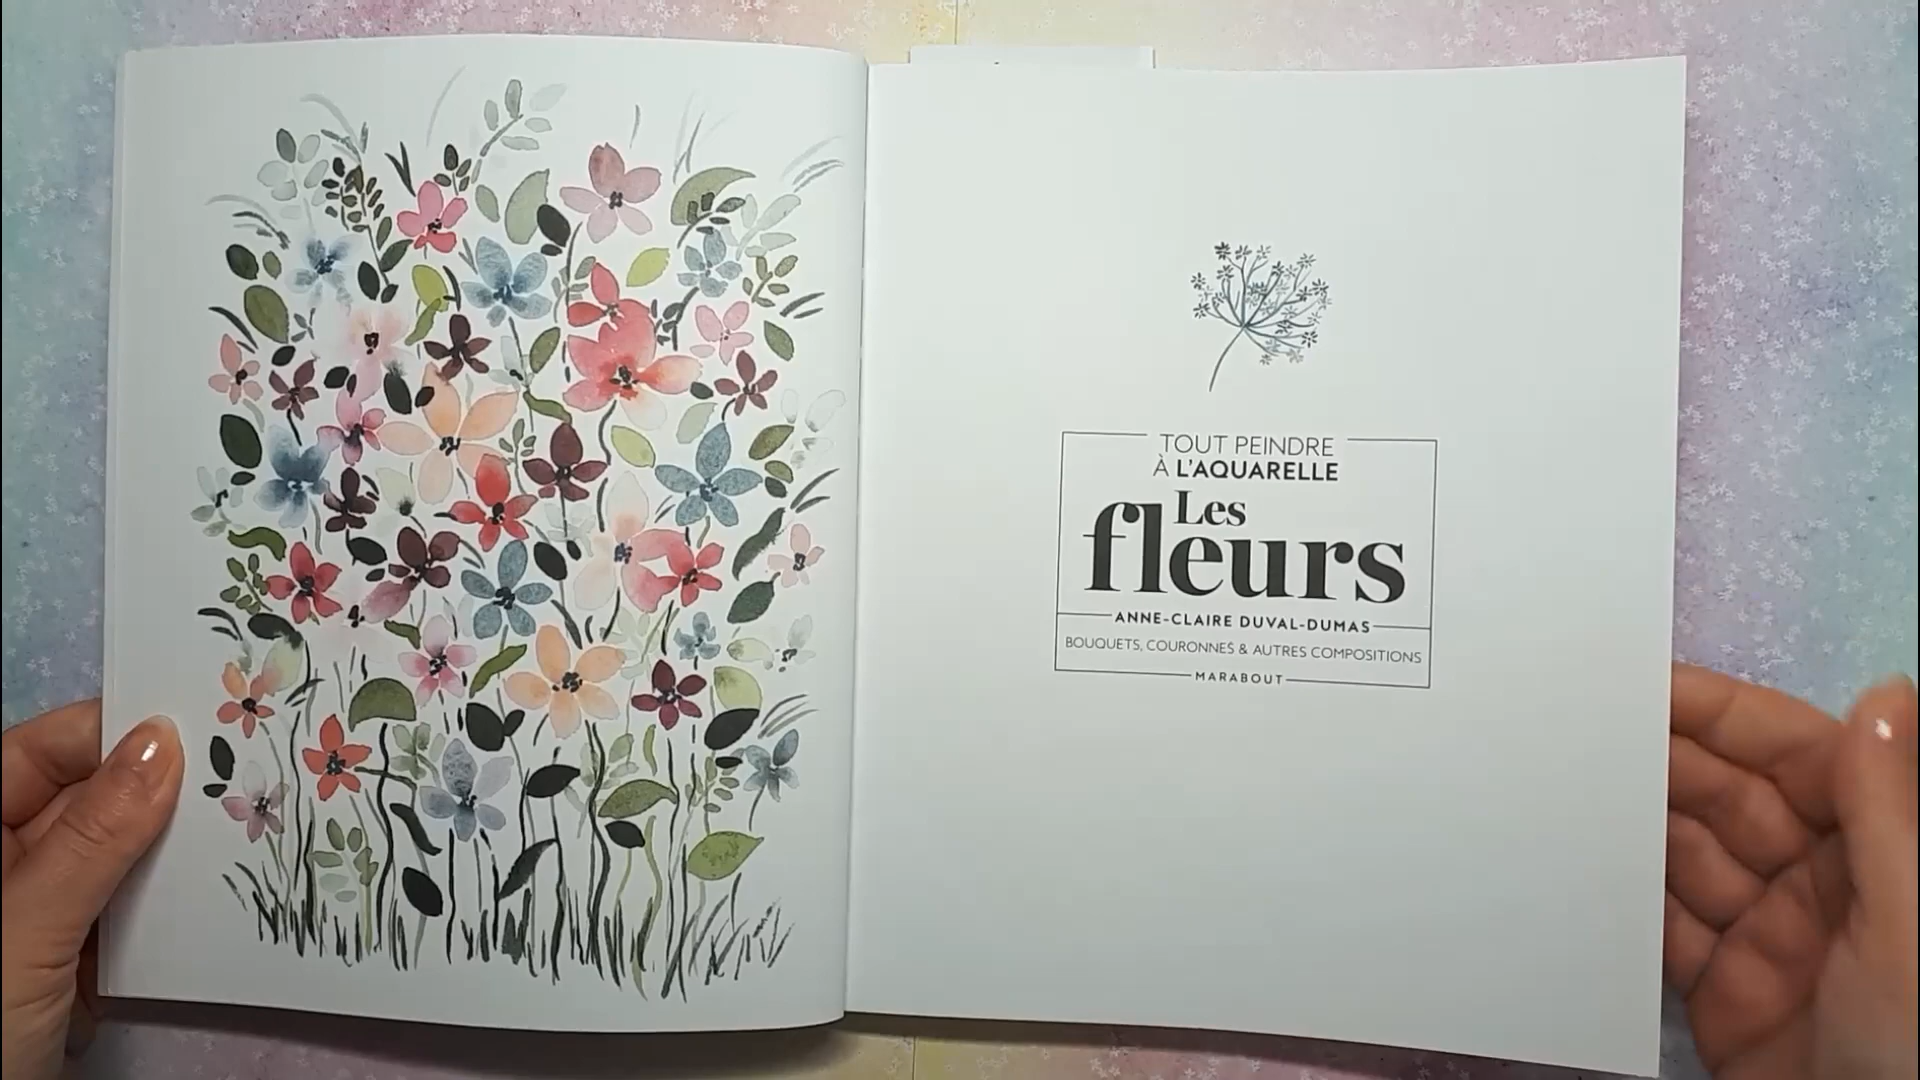 TOUT PEINDRE
À L'AQUARELLE
Les
fleurs
ANNE-CLAIRE DUVAL-DUMAS
BOUQUETS, COURONNES & AUTRES COMPOSITIONS
MARABOUT